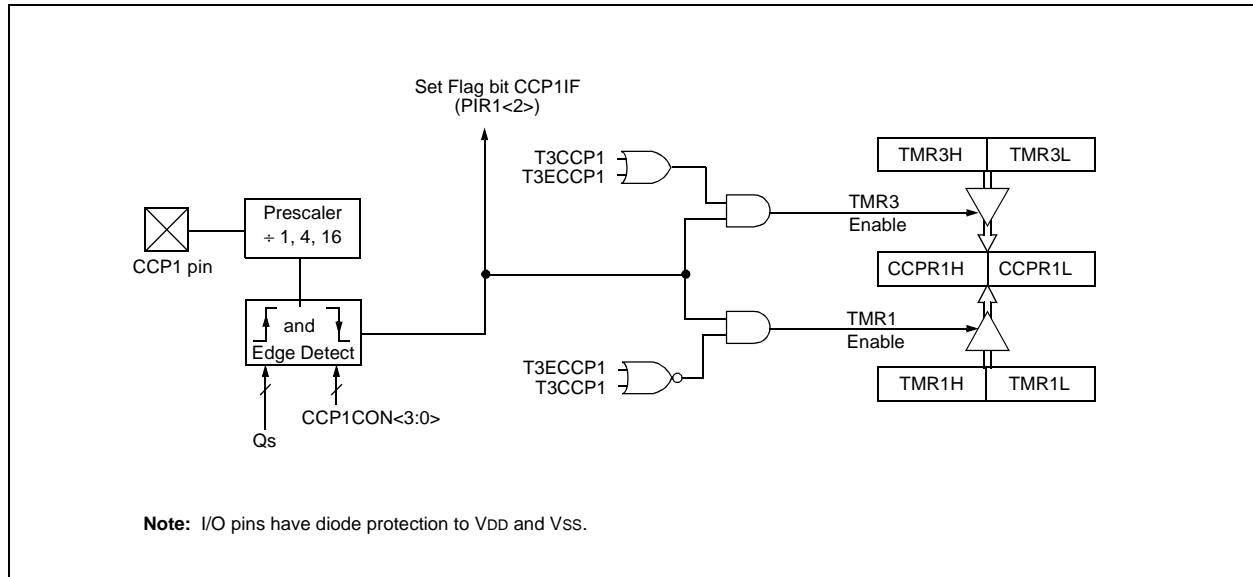 Set Flag bit CCP1IF
(PIR1<2>)
T3CCP1
T3ECCP1
TMR3H
TMR3L
Prescaler
÷ 1, 4, 16
TMR3
Enable
CCP1 pin
CCPR1H
CCPR1L
and
Edge Detect
TMR1
Enable
T3ECCP1
T3CCP1
TMR1H
TMR1L
CCP1CON<3:0>
Qs
Note: I/O pins have diode protection to VDD and VSS.